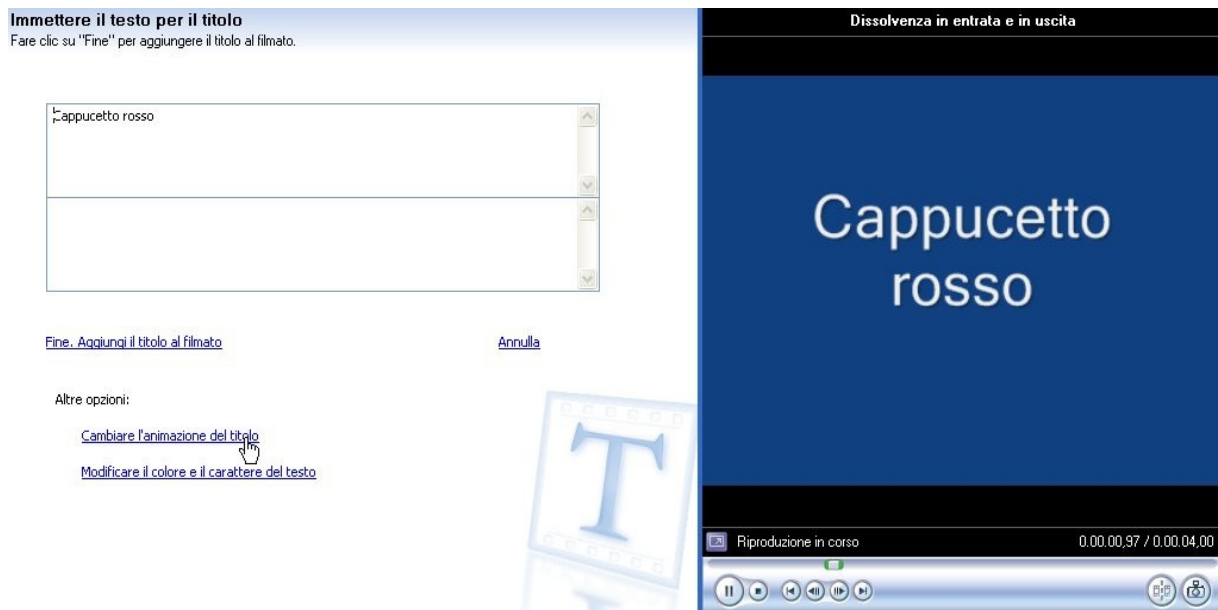 Immettere il testo per il titolo
Fare clic su "Fine" per aggiungere il titolo al filmato.
Cappucetto rosso
Fine. Aggiungi il titolo al filmato
Annulla
Altre opzioni:
Cambiare l'animazione del titolo
Modificare il colore e il carattere del testo
T
Dissolvenza in entrata e in uscita
Cappucetto
rosso
Riproduzione in corso
0.00.00,97 / 0.00.04,00